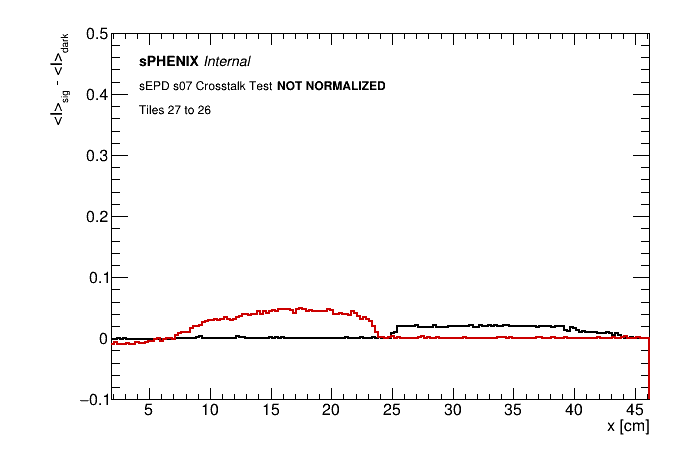 <I>sig - <I>dark
0.5
0.4
0.3
0.2
0.1
0
−0.1
sPHENIX Internal
sEPD s07 Crosstalk Test NOT NORMALIZED
Tiles 27 to 26
5 10 15 20 25 30 35 40 45
x [cm]